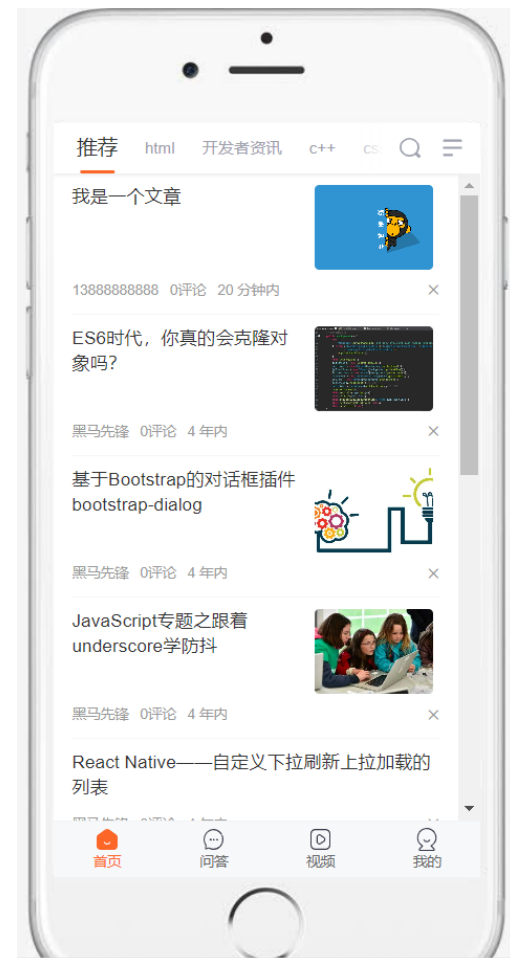 推荐 html 开发者资讯 c++ cs
我是一个文章
13888888888 0评论 20 分钟内
ES6时代，你真的会克隆对
象吗？
黑马先锋 0评论 4 年内
基于Bootstrap的对话框插件
bootstrap-dialog
黑马先锋 0评论 4 年内
JavaScript专题之跟着
underscore学防抖
黑马先锋 0评论 4 年内
React Native——自定义下拉刷新上拉加载的
列表
首页 问答 视频 我的